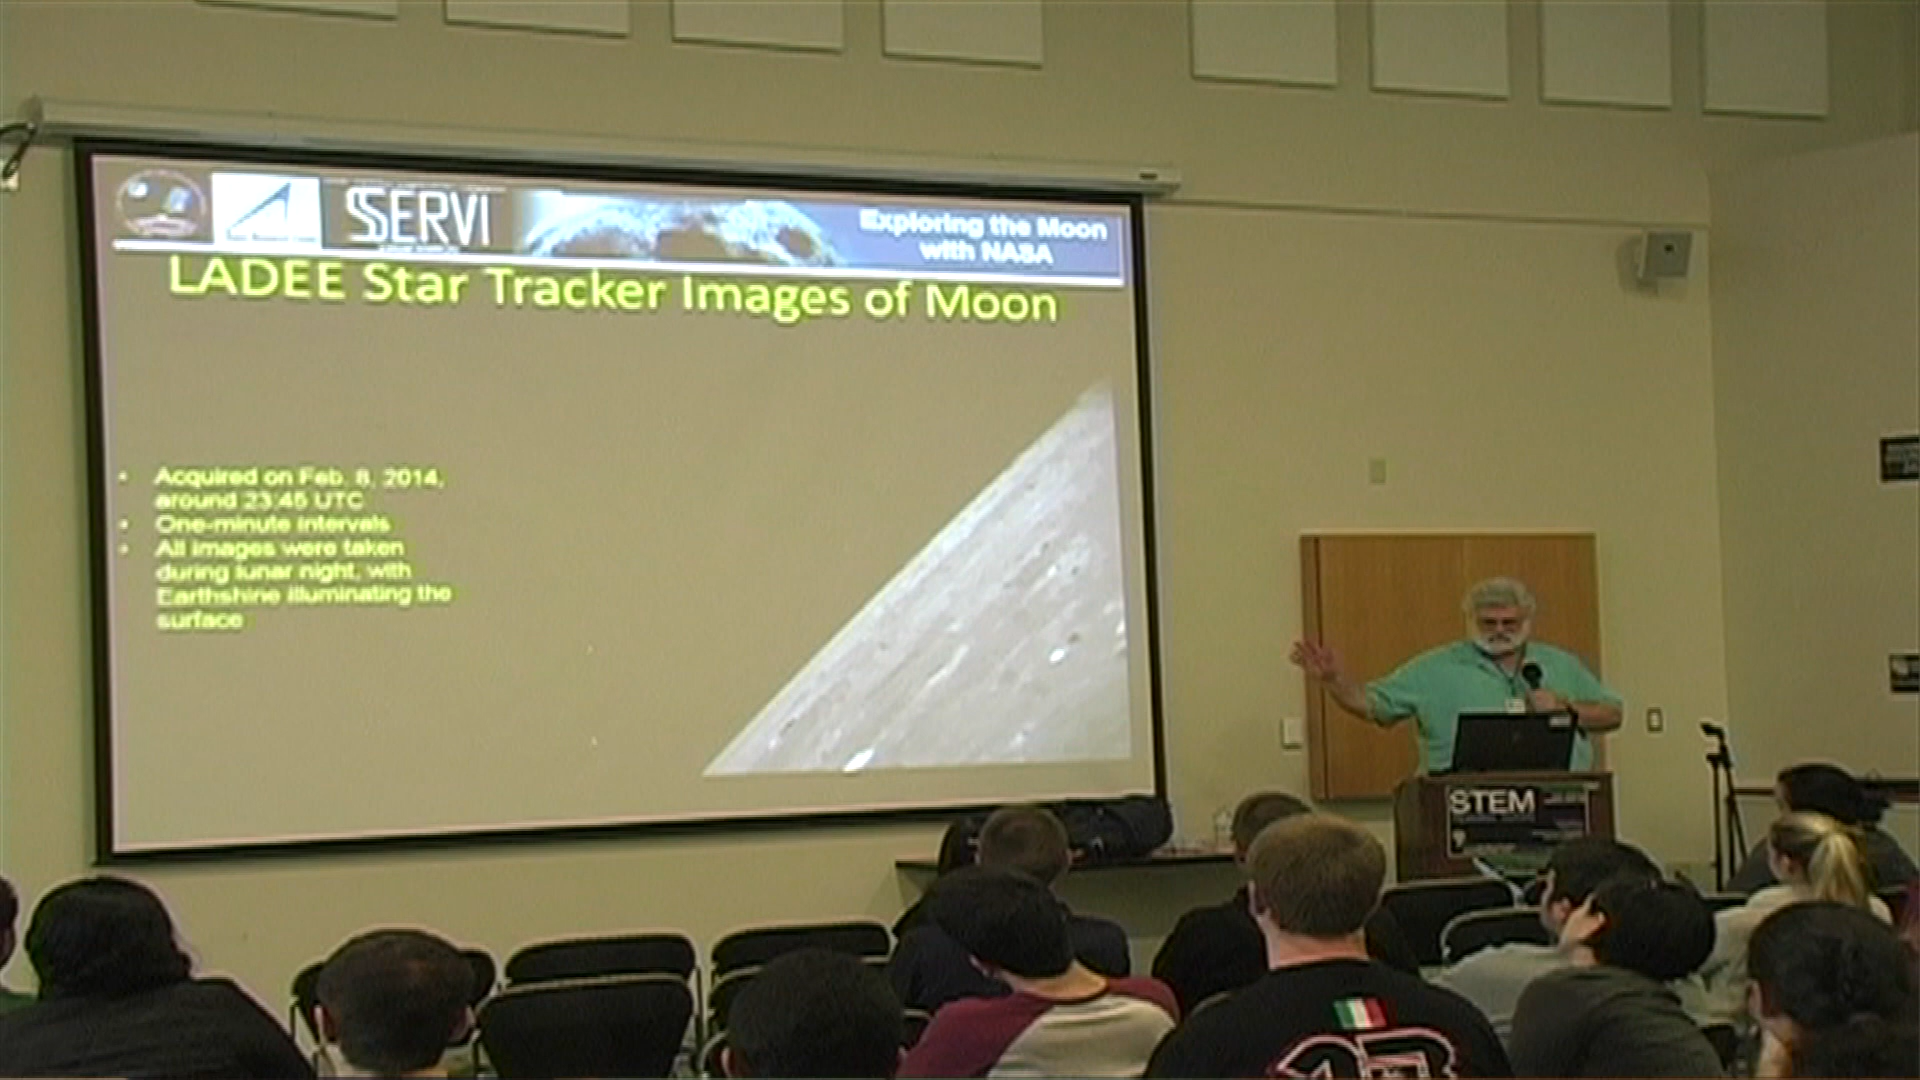 SSERVI
Exploring the Moon
with NASA
LADEE Star Tracker Images of Moon
• Acquired on Feb. 8, 2014,
around 23:45 UTC
• One-minute intervals
• All images were taken
during lunar night, with
Earthshine illuminating the
surface
STEM